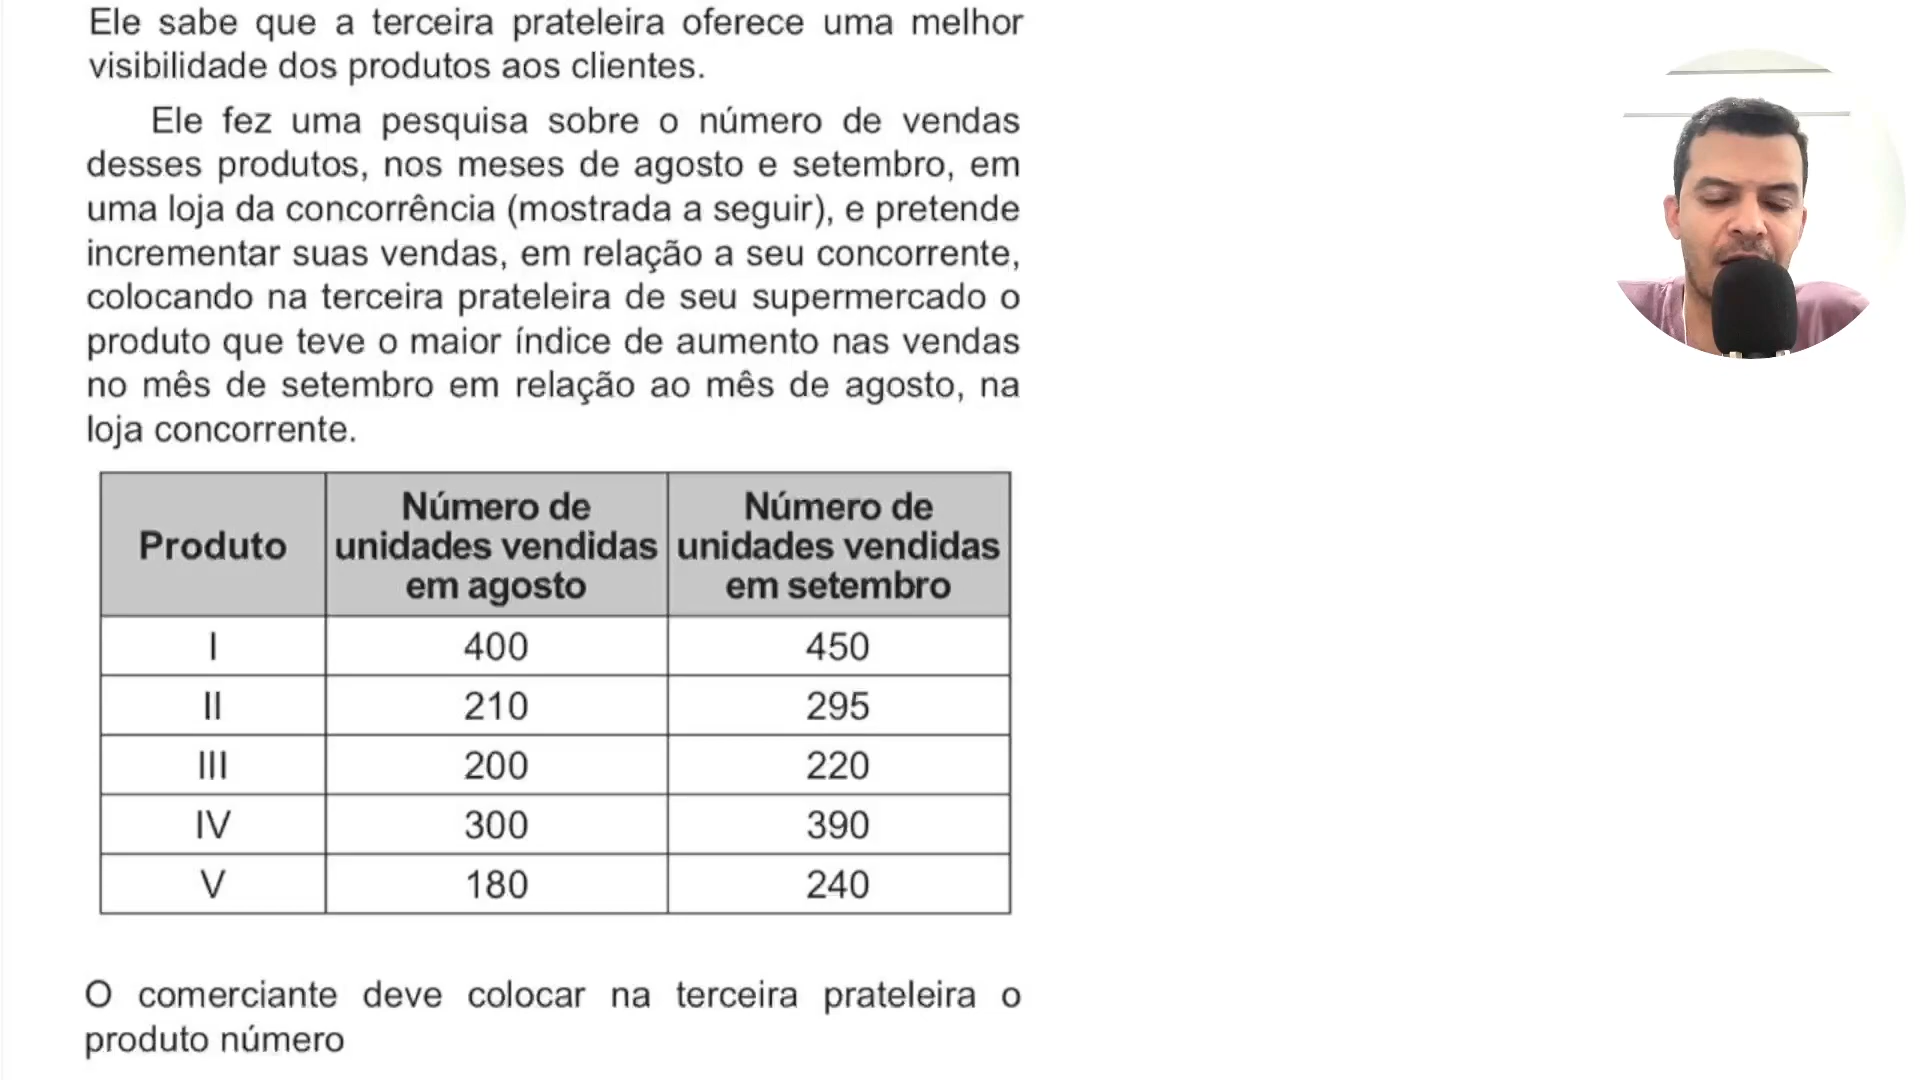 Ele sabe que a terceira prateleira oferece uma melhor
visibilidade dos produtos aos clientes.
Ele fez uma pesquisa sobre o número de vendas
desses produtos, nos meses de agosto e setembro, em
uma loja da concorrência (mostrada a seguir), e pretende
incrementar suas vendas, em relação a seu concorrente,
colocando na terceira prateleira de seu supermercado o
produto que teve o maior índice de aumento nas vendas
no mês de setembro em relação ao mês de agosto, na
loja concorrente.
Produto | Número de unidades vendidas em agosto | Número de unidades vendidas em setembro
I | 400 | 450
II | 210 | 295
III | 200 | 220
IV | 300 | 390
V | 180 | 240
O comerciante deve colocar na terceira prateleira o
produto número